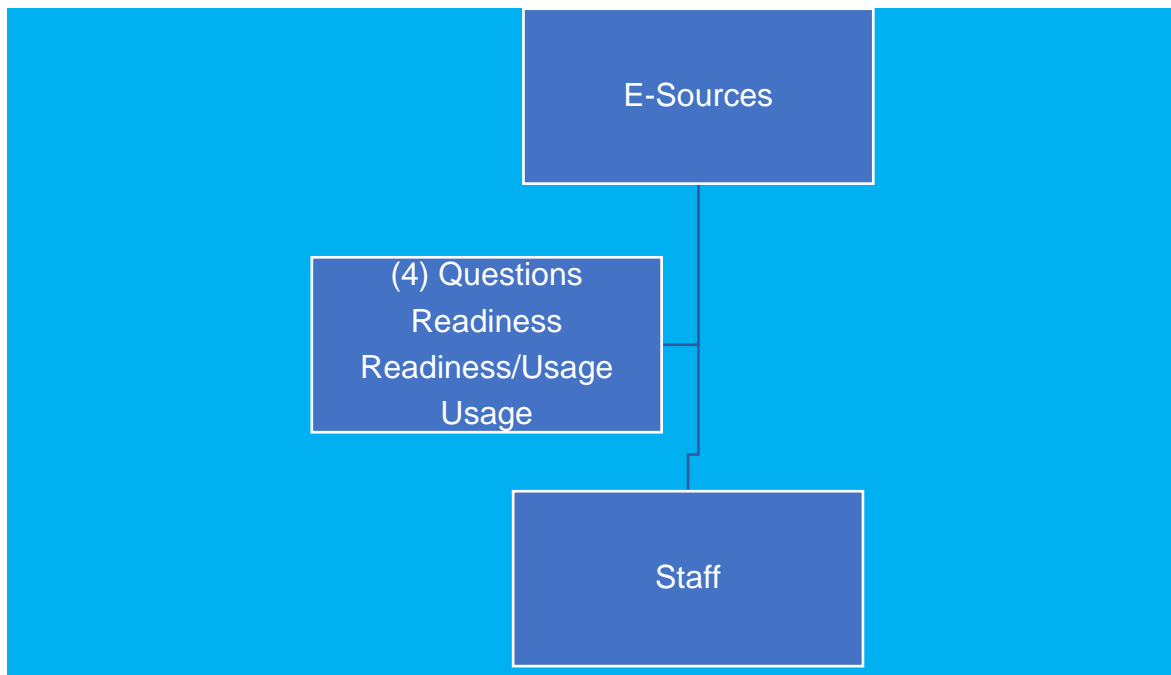 E-Sources
(4) Questions
Readiness
Readiness/Usage
Usage
Staff